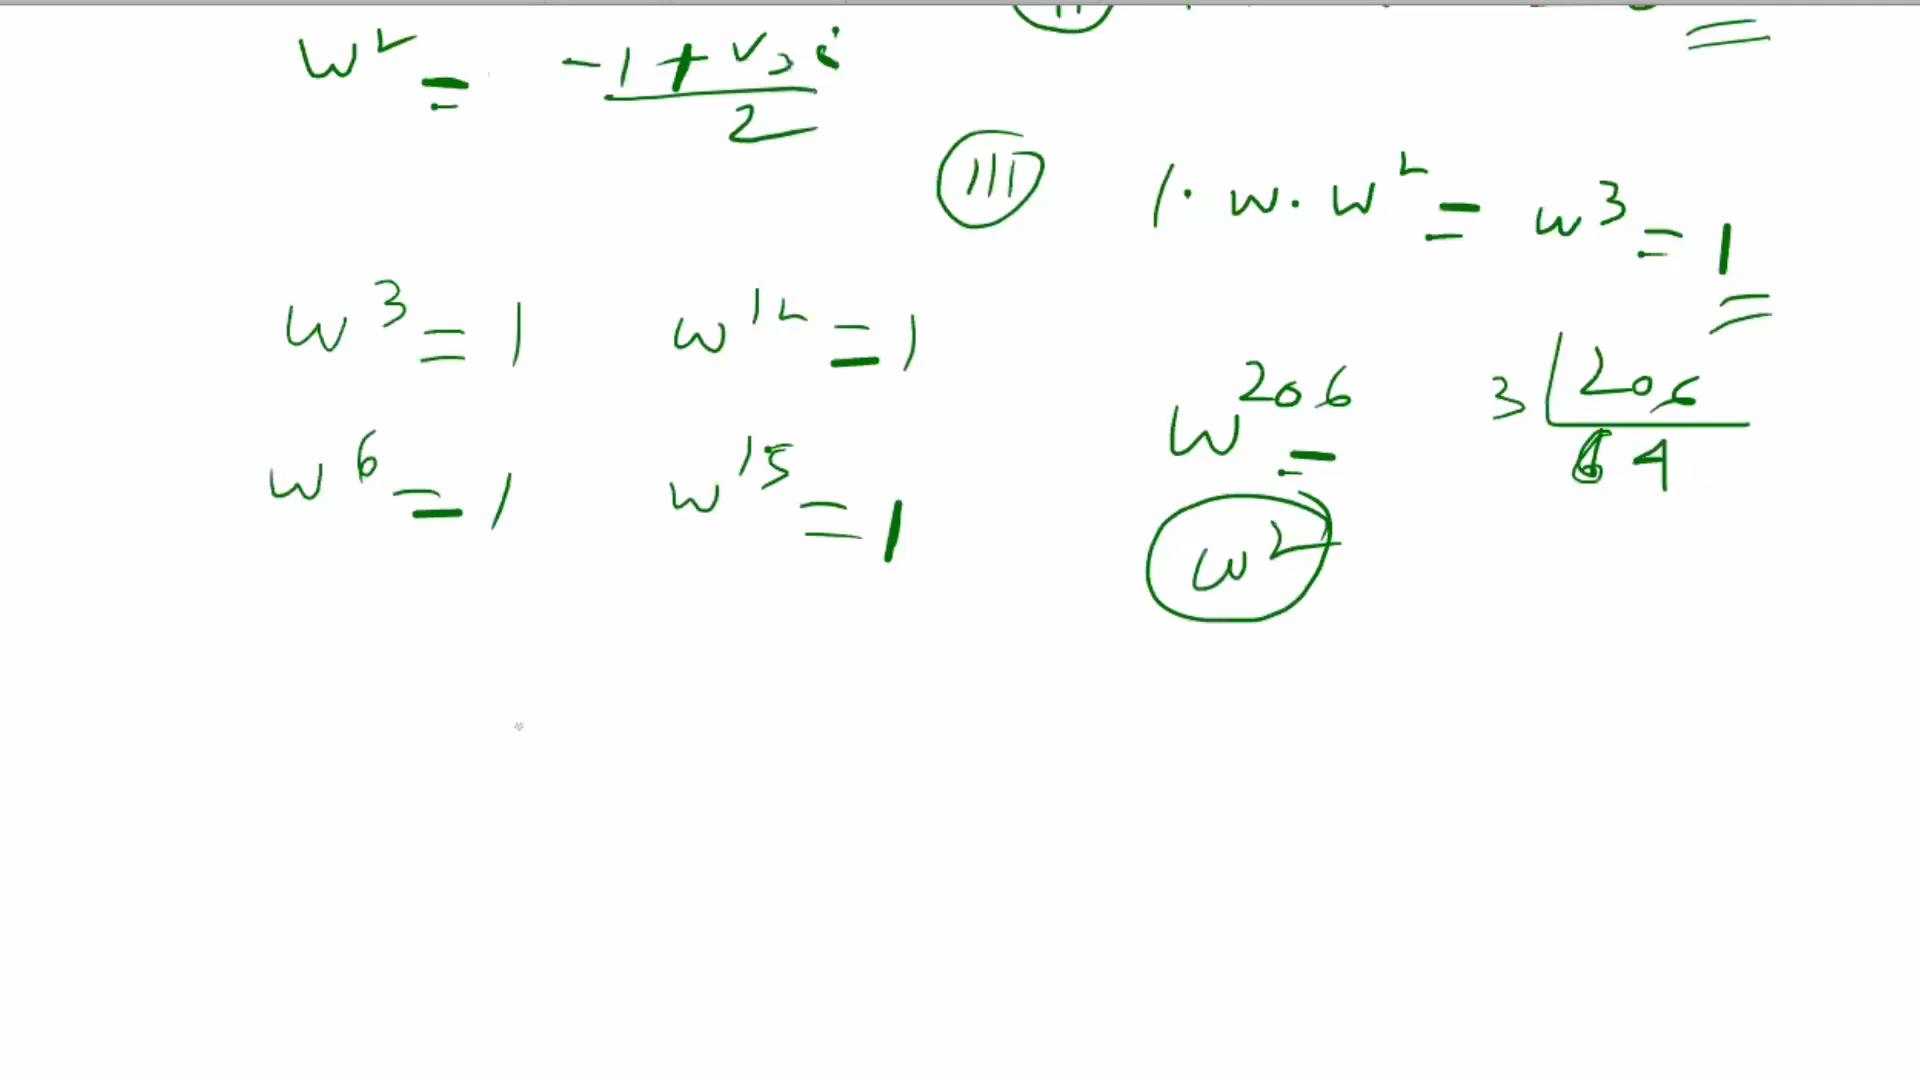 w² = (-1 + √3 i)/2
(III) 1 · w · w² = w³ = 1
w³ = 1 w¹² = 1
w²⁰⁶ = 3 | 206
64
w⁶ = 1 w¹⁵ = 1
w²